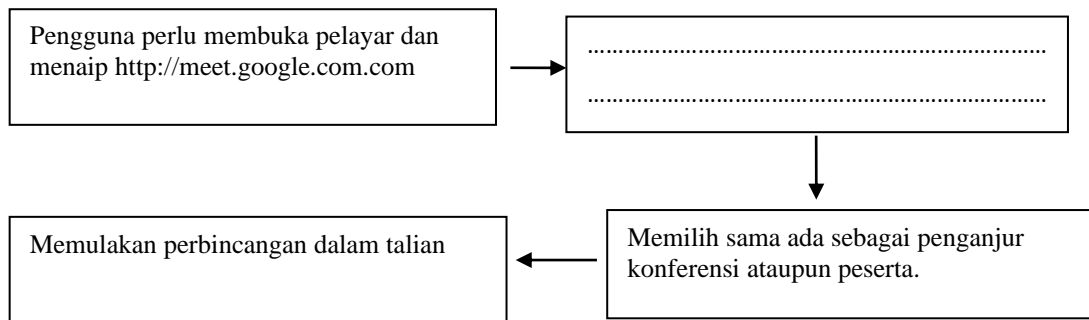 Pengguna perlu membuka pelayar dan
menaip http://meet.google.com.com
...........................................................................
...........................................................................
Memilih sama ada sebagai penganjur
konferensi ataupun peserta.
Memulakan perbincangan dalam talian